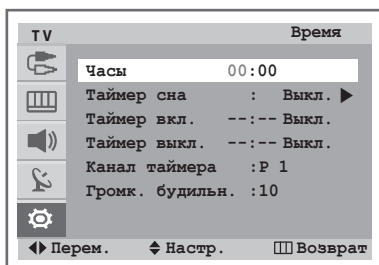 TV Время
Часы 00:00
Таймер сна : Выкл. ▶
Таймер вкл. --:-- Выкл.
Таймер выкл. --:-- Выкл.
Канал таймера :P 1
Громк. будильн. :10
Перем. Настр. Возврат